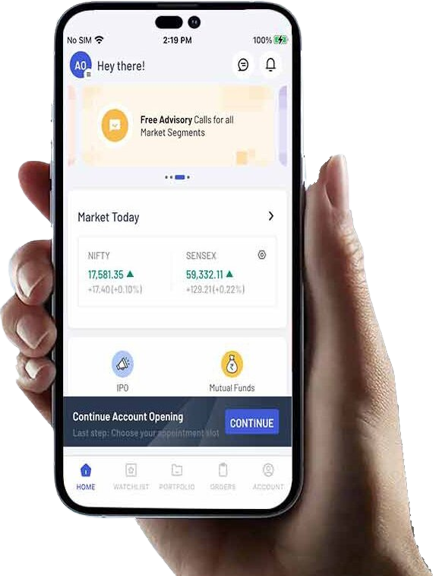 No SIM 2:19 PM 100%
AO Hey there!
Free Advisory Calls for all
Market Segments
Market Today
NIFTY SENSEX
17,581.35 59,332.11
+17.40 (+0.10%) +129.21 (+0.22%)
IPO Mutual Funds
Continue Account Opening
Last step: Choose your appointment slot
CONTINUE
HOME WATCHLIST PORTFOLIO ORDERS ACCOUNT